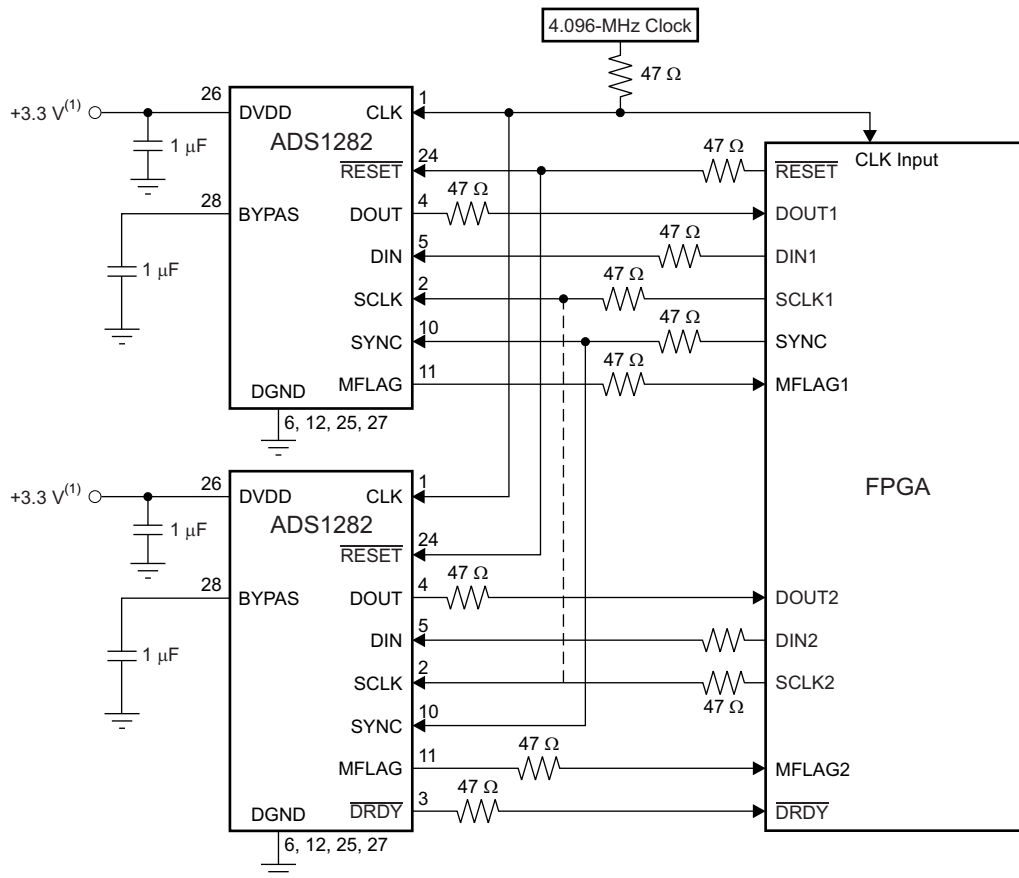 4.096-MHz Clock
47 Ω
+3.3 V(1)
26
DVDD
CLK
1
ADS1282
1 µF
CLK Input
RESET
24
47 Ω
RESET
28
BYPAS
DOUT
4
47 Ω
DOUT1
1 µF
DIN
5
47 Ω
DIN1
SCLK
2
47 Ω
SCLK1
SYNC
10
47 Ω
SYNC
MFLAG
11
47 Ω
MFLAG1
DGND
6, 12, 25, 27
FPGA
+3.3 V(1)
26
DVDD
CLK
1
ADS1282
1 µF
RESET
24
28
BYPAS
DOUT
4
47 Ω
DOUT2
1 µF
DIN
5
DIN2
SCLK
2
47 Ω
SCLK2
SYNC
10
MFLAG
11
47 Ω
MFLAG2
DRDY
3
47 Ω
DRDY
DGND
6, 12, 25, 27